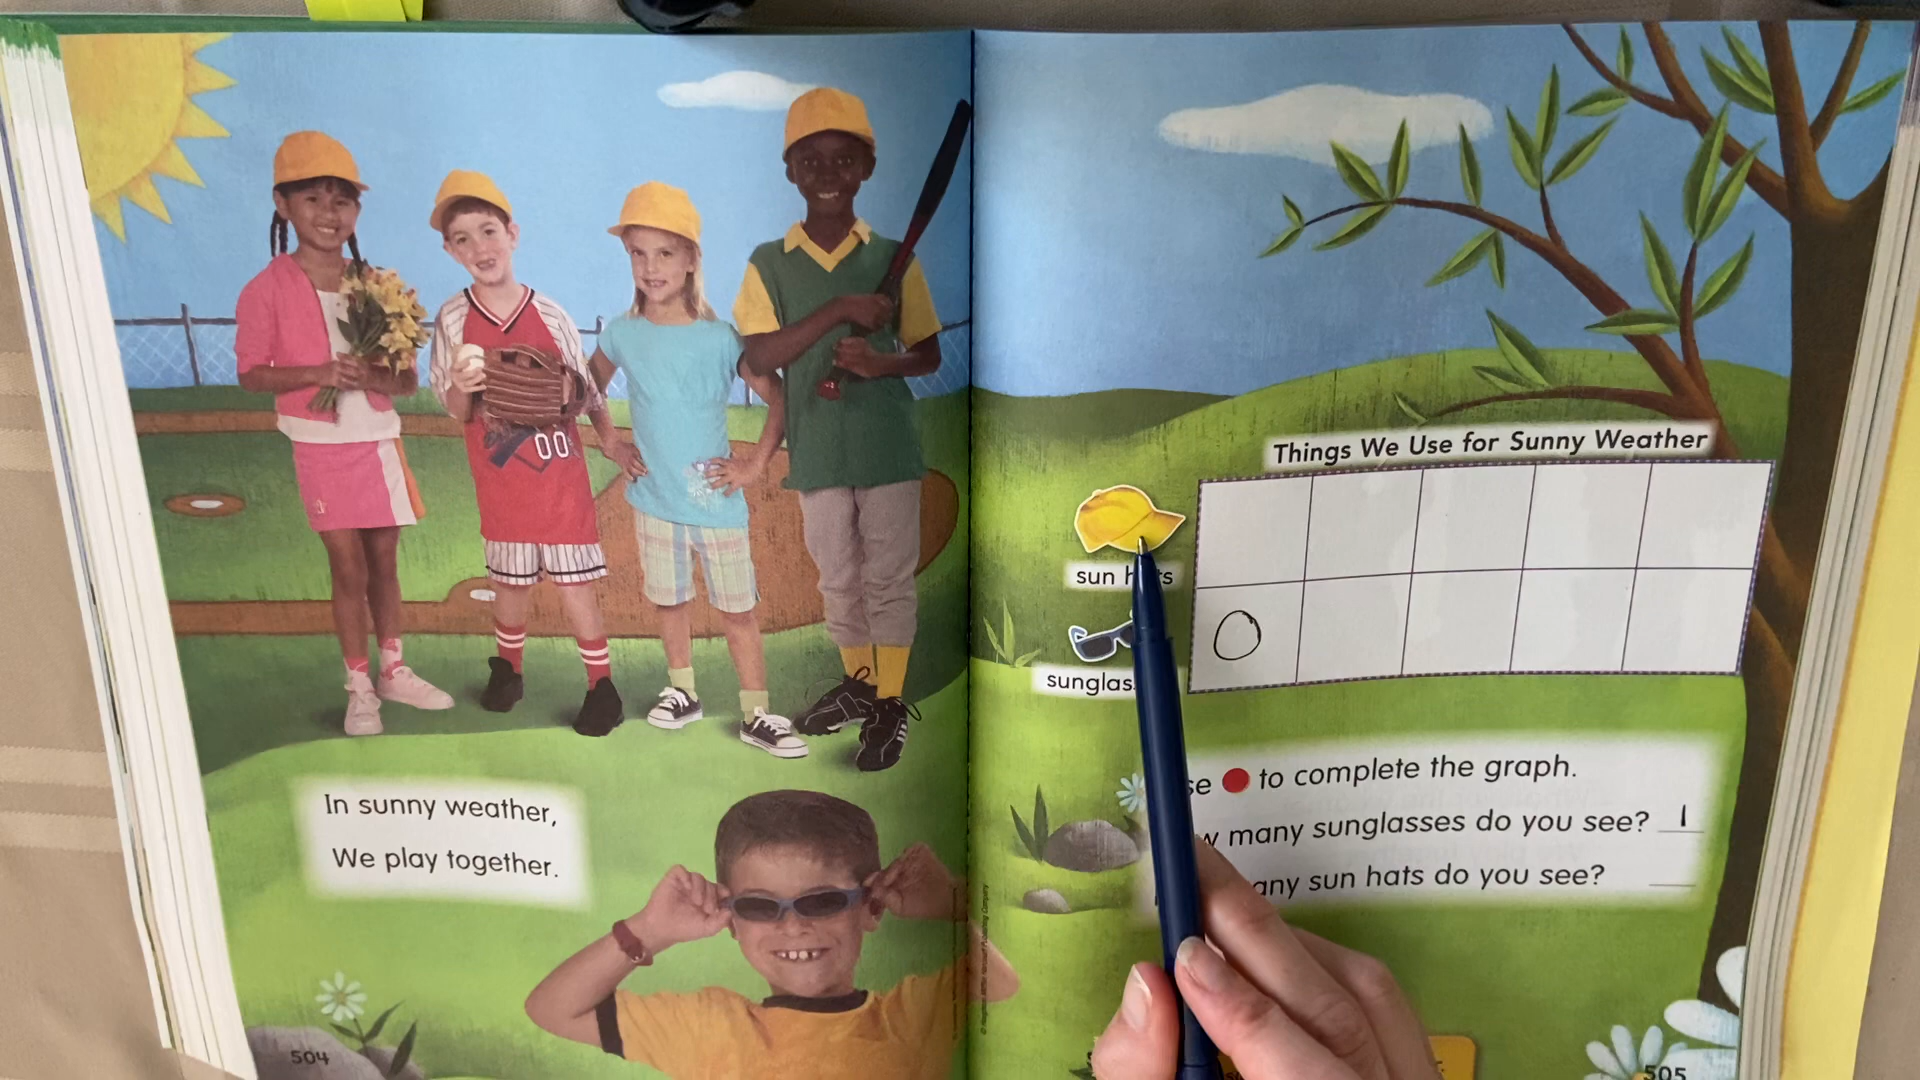 00
In sunny weather,
We play together.
504
Things We Use for Sunny Weather
sun
sunglas
to complete the graph.
many sunglasses do you see? 1
sun hats do you see?
505